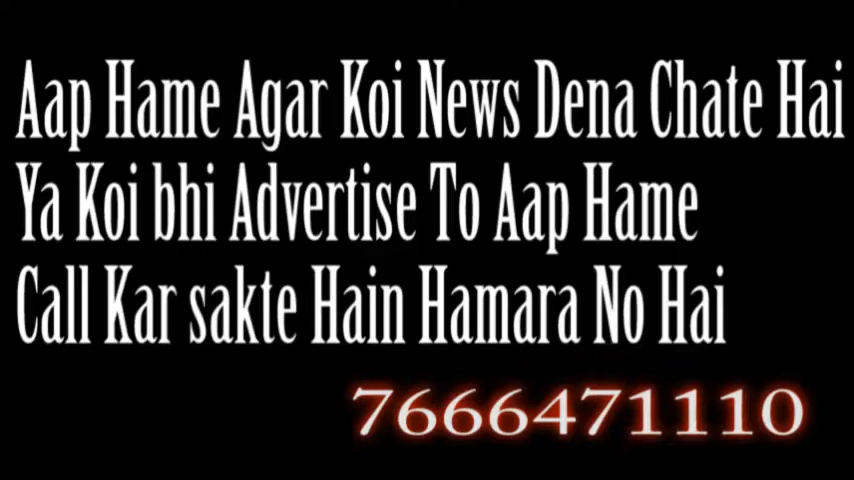 Aap Hame Agar Koi News Dena Chate Hai
Ya Koi bhi Advertise To Aap Hame
Call Kar sakte Hain Hamara No Hai
7666471110